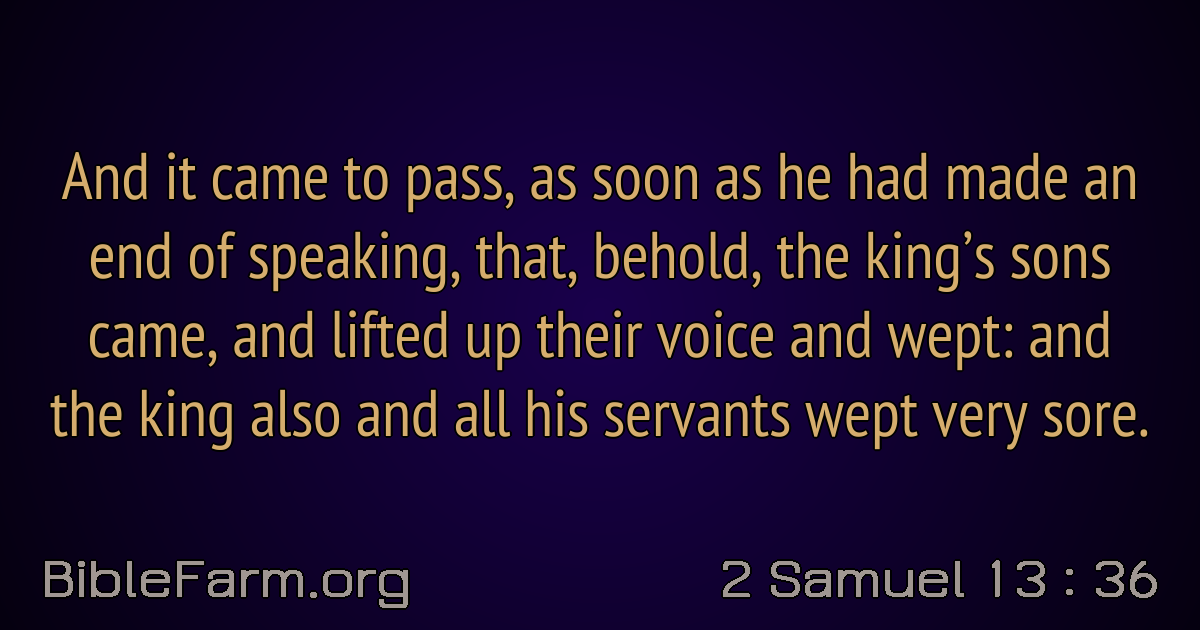 And it came to pass, as soon as he had made an
end of speaking, that, behold, the king’s sons
came, and lifted up their voice and wept: and
the king also and all his servants wept very sore.
BibleFarm.org
2 Samuel 13 : 36